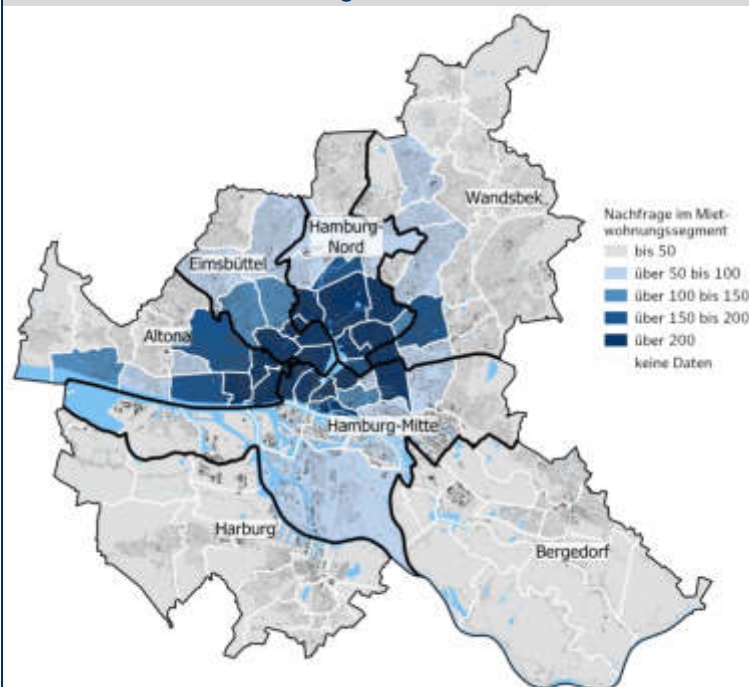 Wandsbek
Hamburg-
Nord
Eimsbüttel
Altona
Hamburg-Mitte
Harburg
Bergedorf
Nachfrage im Miet-
wohnungssegment
bis 50
über 50 bis 100
über 100 bis 150
über 150 bis 200
über 200
keine Daten